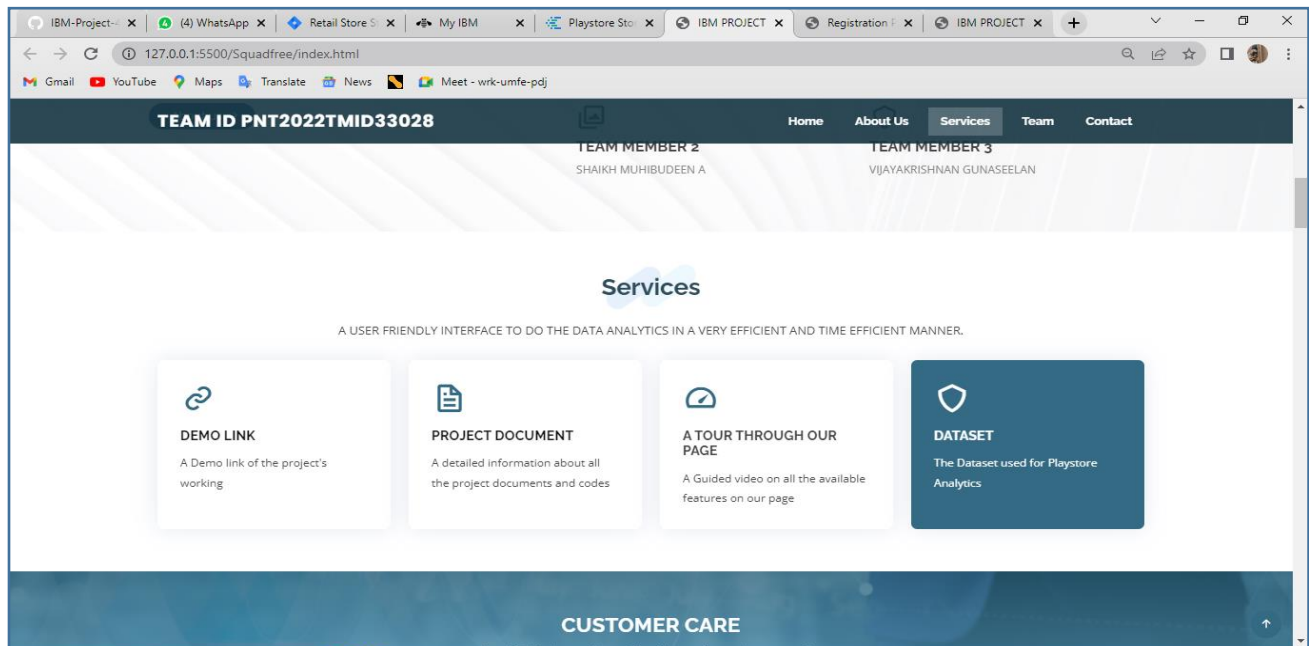 IBM-Project-4 (4) WhatsApp Retail Store S My IBM Playstore Sto IBM PROJECT Registration IBM PROJECT
127.0.0.1:5500/Squadfree/index.html
Gmail YouTube Maps Translate News Meet - wrk-umfe-pdj
TEAM ID PNT2022TMID33028 Home About Us Services Team Contact
TEAM MEMBER 2 TEAM MEMBER 3
SHAIKH MUHIBUDEEN A VIJAYAKRISHNAN GUNASEELAN
Services
A USER FRIENDLY INTERFACE TO DO THE DATA ANALYTICS IN A VERY EFFICIENT AND TIME EFFICIENT MANNER.
DEMO LINK
A Demo link of the project's
working
PROJECT DOCUMENT
A detailed information about all
the project documents and codes
A TOUR THROUGH OUR
PAGE
A Guided video on all the available
features on our page
DATASET
The Dataset used for Playstore
Analytics
CUSTOMER CARE